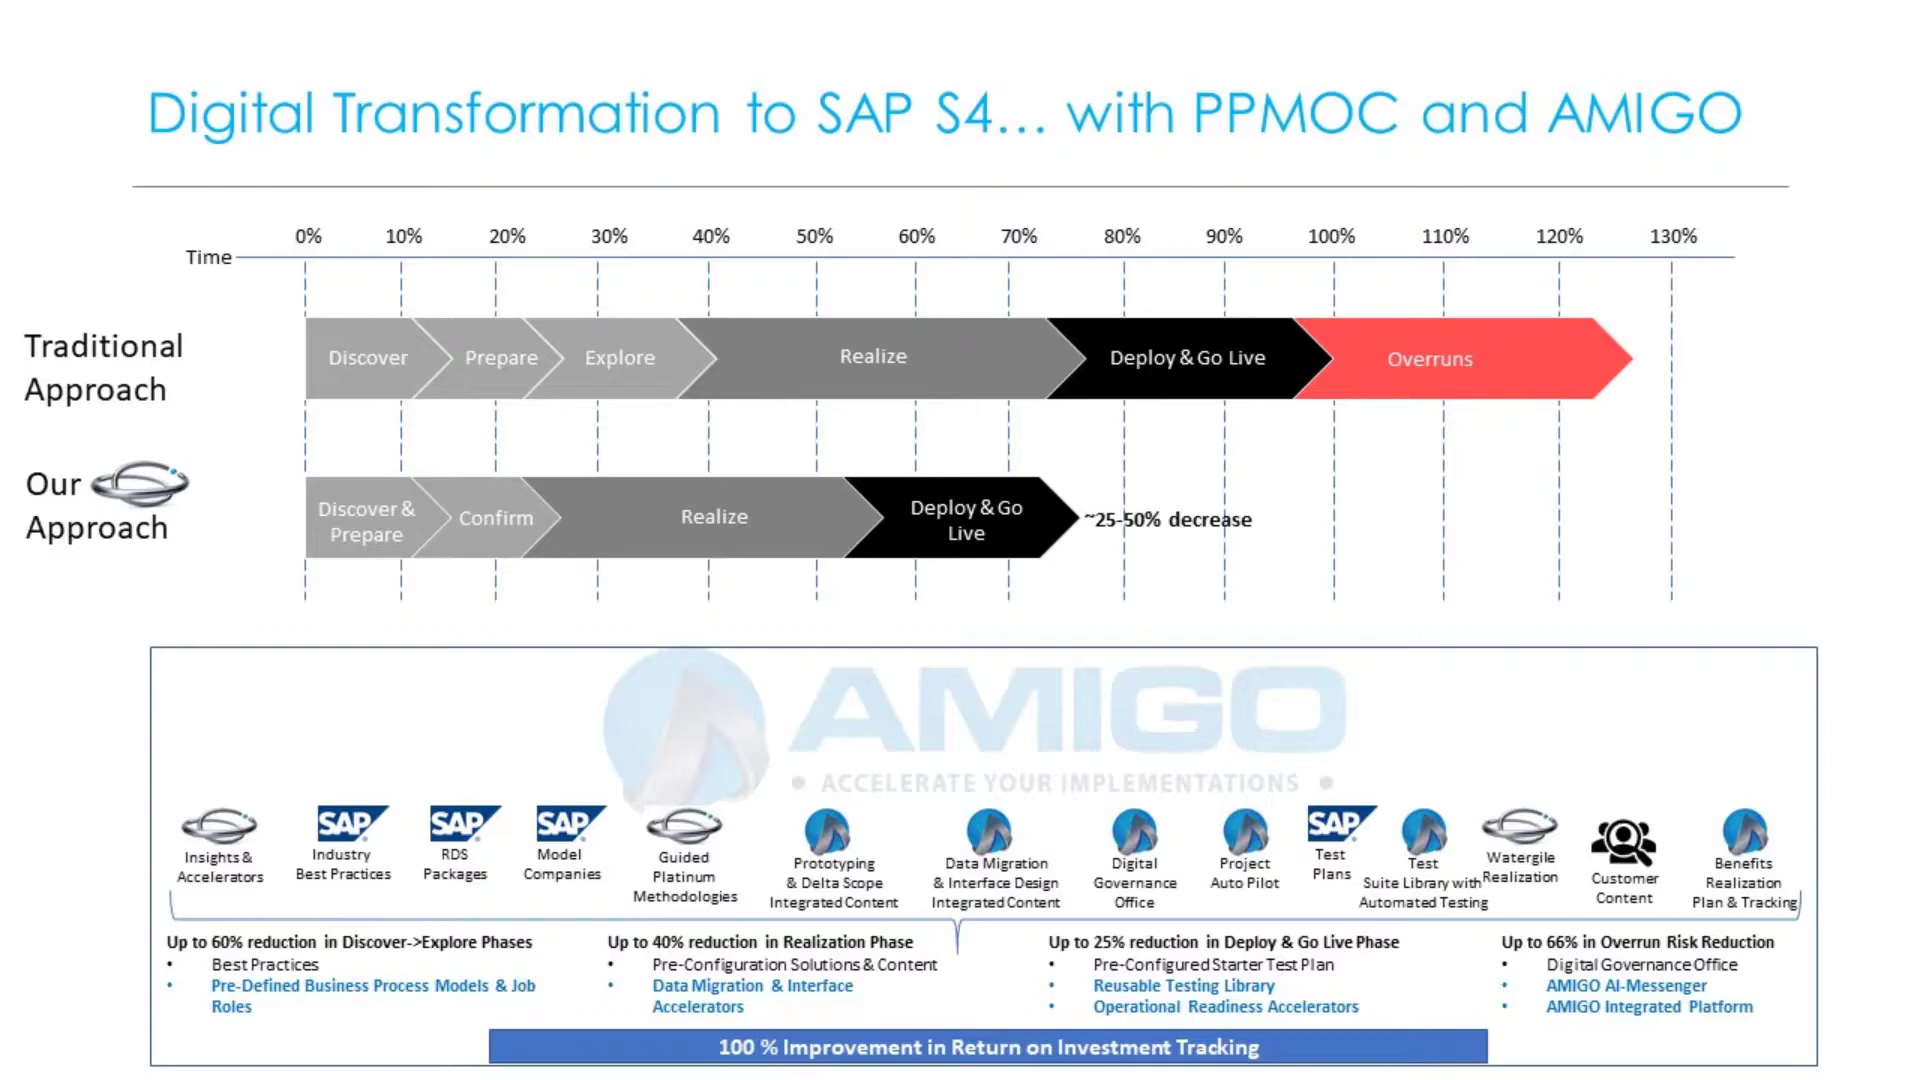 Digital Transformation to SAP S4... with PPMOC and AMIGO
0% 10% 20% 30% 40% 50% 60% 70% 80% 90% 100% 110% 120% 130%
Time
Traditional
Approach
Discover Prepare Explore Realize Deploy & Go Live Overruns
Our
Approach
Discover &
Prepare
Confirm
Realize
Deploy & Go
Live
~25-50% decrease
AMIGO
• ACCELERATE YOUR IMPLEMENTATIONS •
Insights &
Accelerators
SAP
Industry
Best Practices
SAP
RDS
Packages
SAP
Model
Companies
Guided
Platinum
Methodologies
Prototyping
& Delta Scope
Integrated Content
Data Migration
& Interface Design
Integrated Content
Digital
Governance
Office
Project
Auto Pilot
SAP
Test
Plans
Test
Suite Library with
Automated Testing
Watergile
Realization
Customer
Content
Benefits
Realization
Plan & Tracking
Up to 60% reduction in Discover->Explore Phases
• Best Practices
• Pre-Defined Business Process Models & Job
Roles
Up to 40% reduction in Realization Phase
• Pre-Configuration Solutions & Content
• Data Migration & Interface
Accelerators
Up to 25% reduction in Deploy & Go Live Phase
• Pre-Configured Starter Test Plan
• Reusable Testing Library
• Operational Readiness Accelerators
Up to 66% in Overrun Risk Reduction
• Digital Governance Office
• AMIGO AI-Messenger
• AMIGO Integrated Platform
100 % Improvement in Return on Investment Tracking